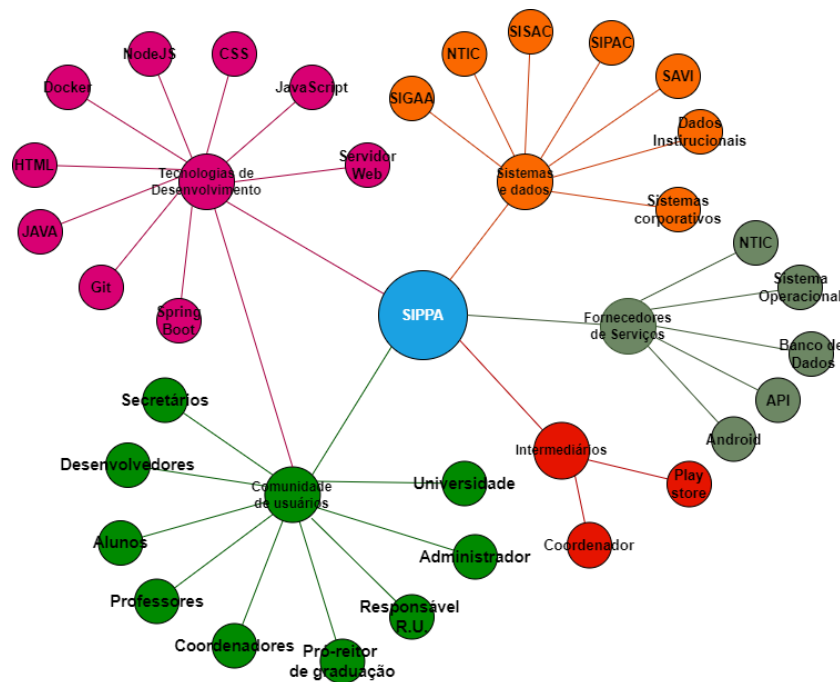 NodeJS
CSS
Docker
JavaScript
HTML
Tecnologias de
Desenvolvimento
Servidor
Web
JAVA
Git
Spring
Boot
SISAC
NTIC
SIPAC
SIGAA
SAVI
Dados
Instirucionais
Sistemas
e dados
Sistemas
corporativos
SIPPA
NTIC
Sistema
Operacional
Fornecedores
de Serviços
Banco de
Dados
API
Android
Intermediários
Play
store
Coordenador
Secretários
Desenvolvedores
Comunidade
de usuários
Universidade
Alunos
Administrador
Professores
Responsável
R.U.
Coordenadores
Pró-reitor
de graduação